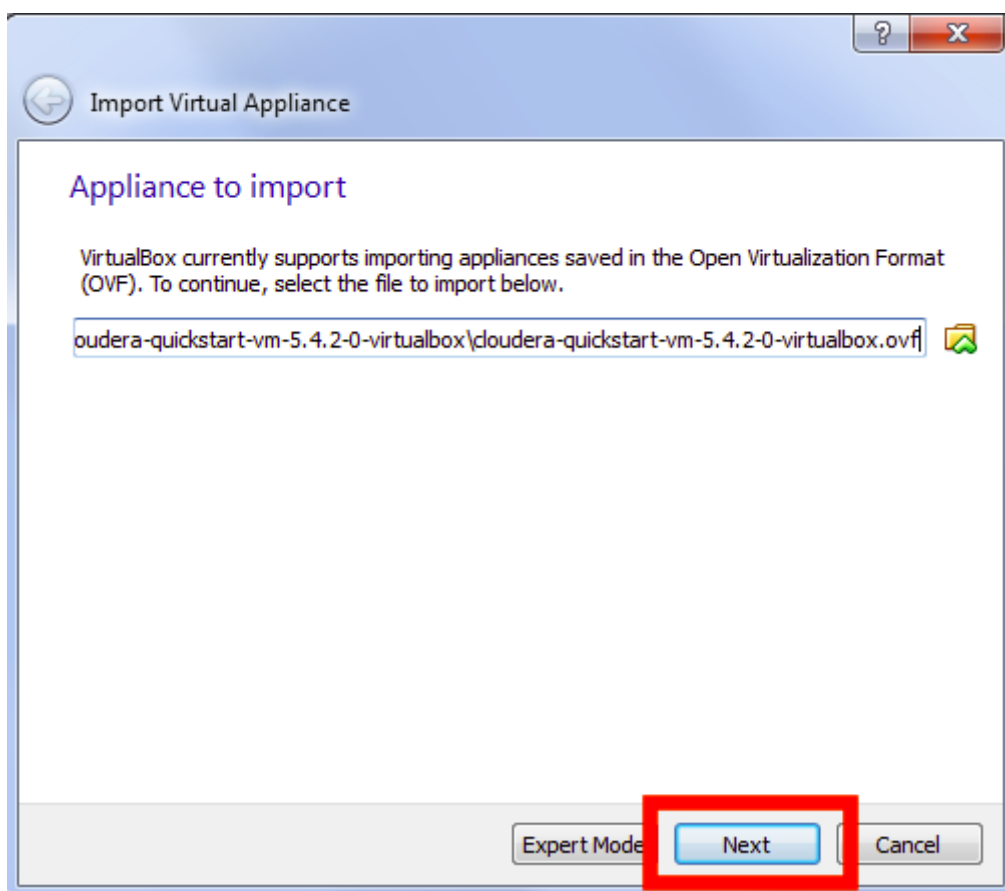 Import Virtual Appliance
Appliance to import
VirtualBox currently supports importing appliances saved in the Open Virtualization Format
(OVF). To continue, select the file to import below.
oudera-quickstart-vm-5.4.2-0-virtualbox\cloudera-quickstart-vm-5.4.2-0-virtualbox.ovf
Expert Mode Next Cancel